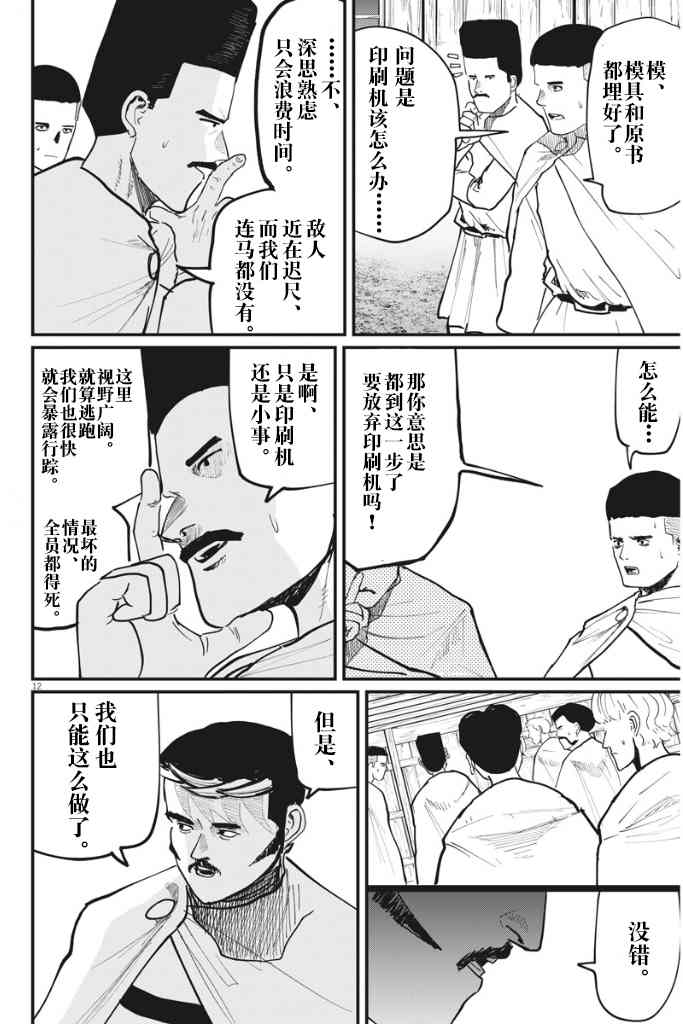 模、
模具和原书
都埋好了。
问题是
印刷机该怎么办……
……不、
深思熟虑
只会浪费时间。
敌人
近在迟尺、
而我们
连马都没有。
怎么能…
那你意思是
都到这一步了
要放弃印刷机吗！
是啊、
只是印刷机
还是小事。
这里
视野广阔。
就算逃跑
我们也很快
就会暴露行踪。
最坏的
情况、
全员都得死。
12
没错。
但是、
我们也
只能这么做了。